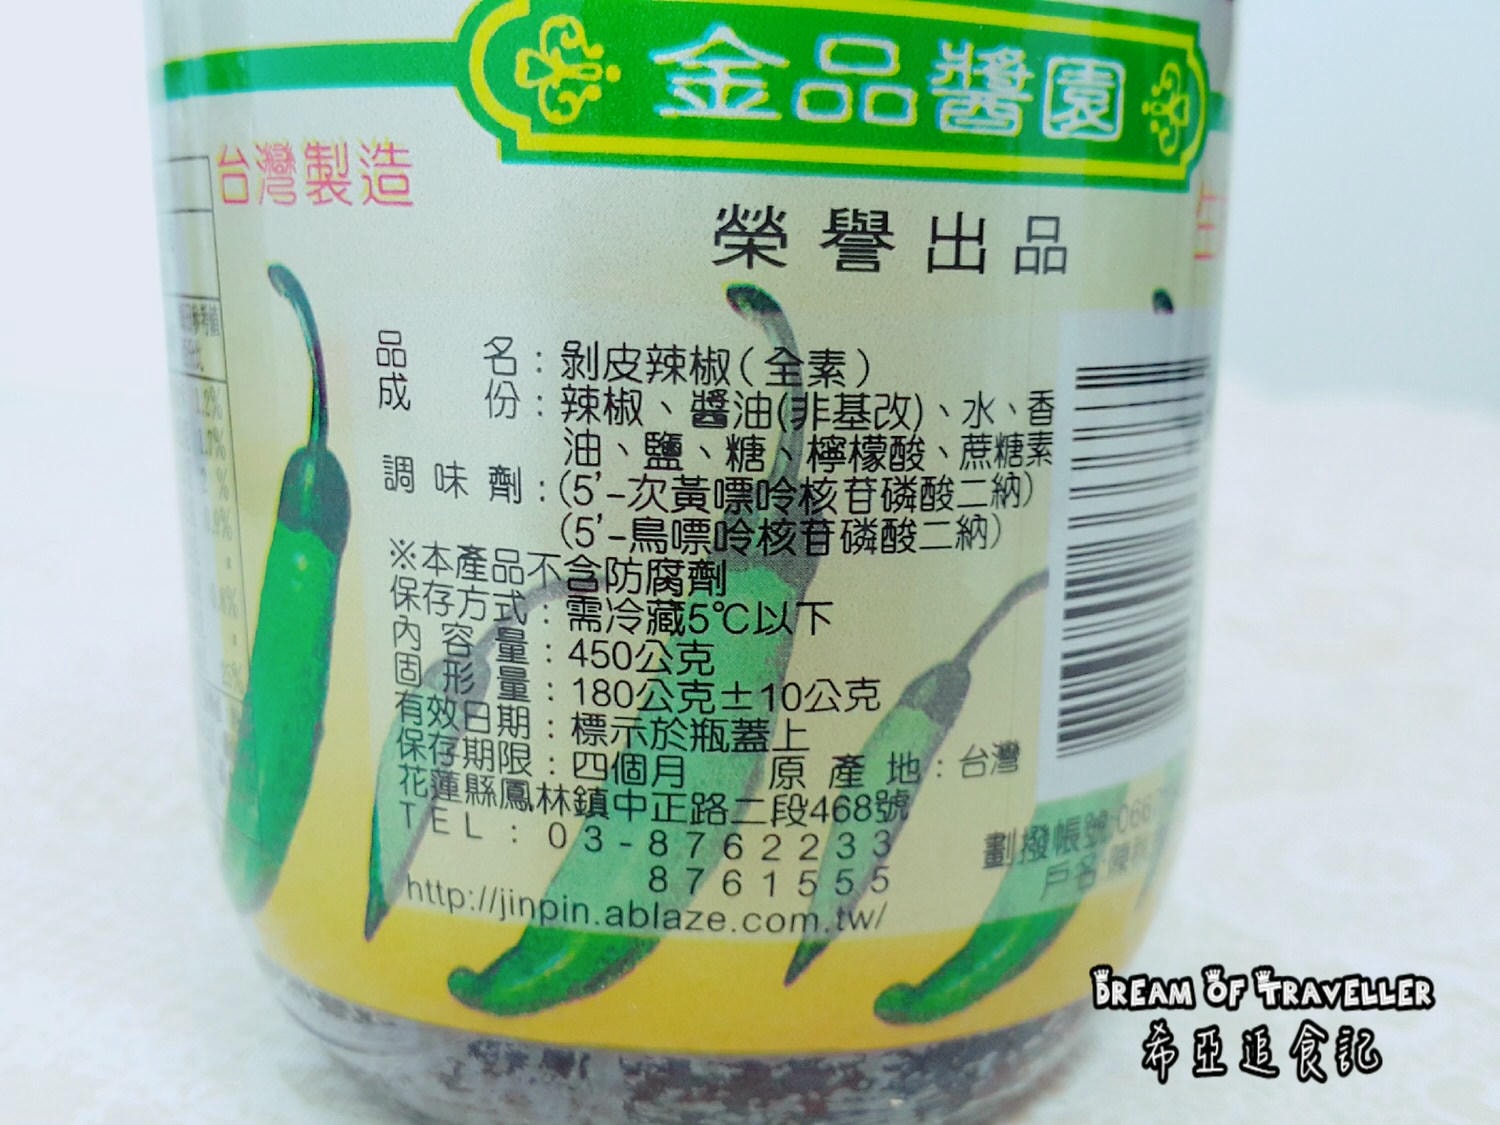 金品醬園
台灣製造
榮譽出品
品名：剝皮辣椒(全素)
成份：辣椒、醬油(非基改)、水、香
油、鹽、糖、檸檬酸、蔗糖素
調味劑：(5'-次黃嘌呤核苷磷酸二納)
(5'-鳥嘌呤核苷磷酸二納)
※本產品不含防腐劑
保存方式：需冷藏5℃以下
內容量：450公克
固形量：180公克±10公克
有效日期：標示於瓶蓋上
保存期限：四個月 原產地：台灣
花蓮縣鳳林鎮中正路二段468號
TEL：03-8762233
8761555
http://jinpin.ablaze.com.tw/
劃撥帳號:066
戶名:陳
DREAM OF TRAVELLER
希亞追食記